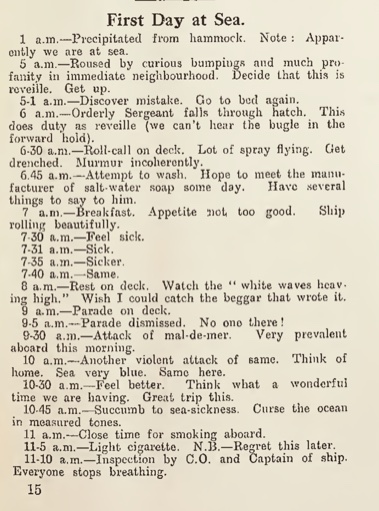 First Day at Sea.
1 a.m.—Precipitated from hammock. Note: Appar-
ently we are at sea.
5 a.m.—Roused by curious bumpings and much pro-
fanity in immediate neighbourhood. Decide that this is
reveille. Get up.
5-1 a.m.—Discover mistake. Go to bed again.
6 a.m.—Orderly Sergeant falls through hatch. This
does duty as reveille (we can't hear the bugle in the
forward hold).
6-30 a.m.—Roll-call on deck. Lot of spray flying. Get
drenched. Murmur incoherently.
6.45 a.m.—Attempt to wash. Hope to meet the manu-
facturer of salt-water soap some day. Have several
things to say to him.
7 a.m.—Breakfast. Appetite not too good. Ship
rolling beautifully.
7-30 a.m.—Feel sick.
7-31 a.m.—Sick.
7-35 a.m.—Sicker.
7-40 a.m.—Same.
8 a.m.—Rest on deck. Watch the " white waves heav-
ing high." Wish I could catch the beggar that wrote it.
9 a.m.—Parade on deck.
9-5 a.m.—Parade dismissed. No one there!
9-30 a.m.—Attack of mal-de-mer. Very prevalent
aboard this morning.
10 a.m.—Another violent attack of same. Think of
home. Sea very blue. Same here.
10-30 a.m.—Feel better. Think what a wonderful
time we are having. Great trip this.
10-45 a.m.—Succumb to sea-sickness. Curse the ocean
in measured tones.
11 a.m.—Close time for smoking aboard.
11-5 a.m.—Light cigarette. N.B.—Regret this later.
11-10 a.m.—Inspection by C.O. and Captain of ship.
Everyone stops breathing.
15